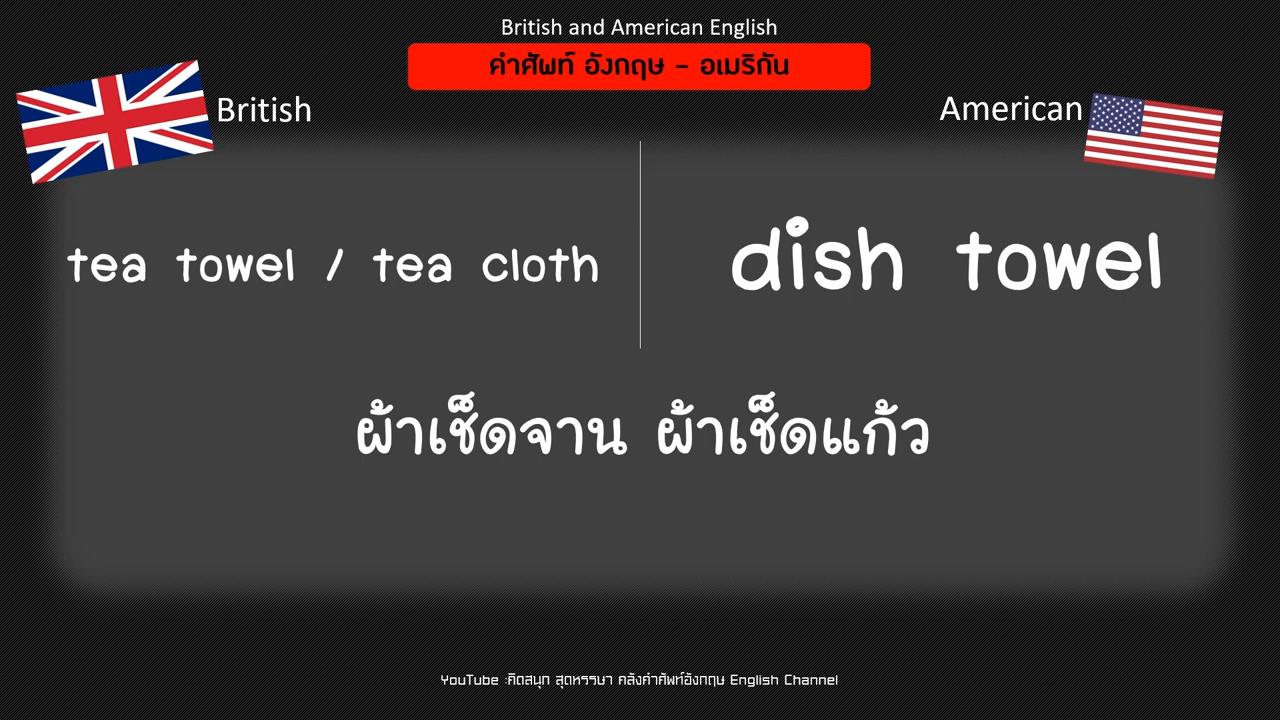 British and American English
คำศัพท์ อังกฤษ - อเมริกัน
British
American
tea towel / tea cloth
dish towel
ผ้าเช็ดจาน ผ้าเช็ดแก้ว
YouTube :คิดสนุก สุดหรรษา คลังคำศัพท์อังกฤษ English Channel